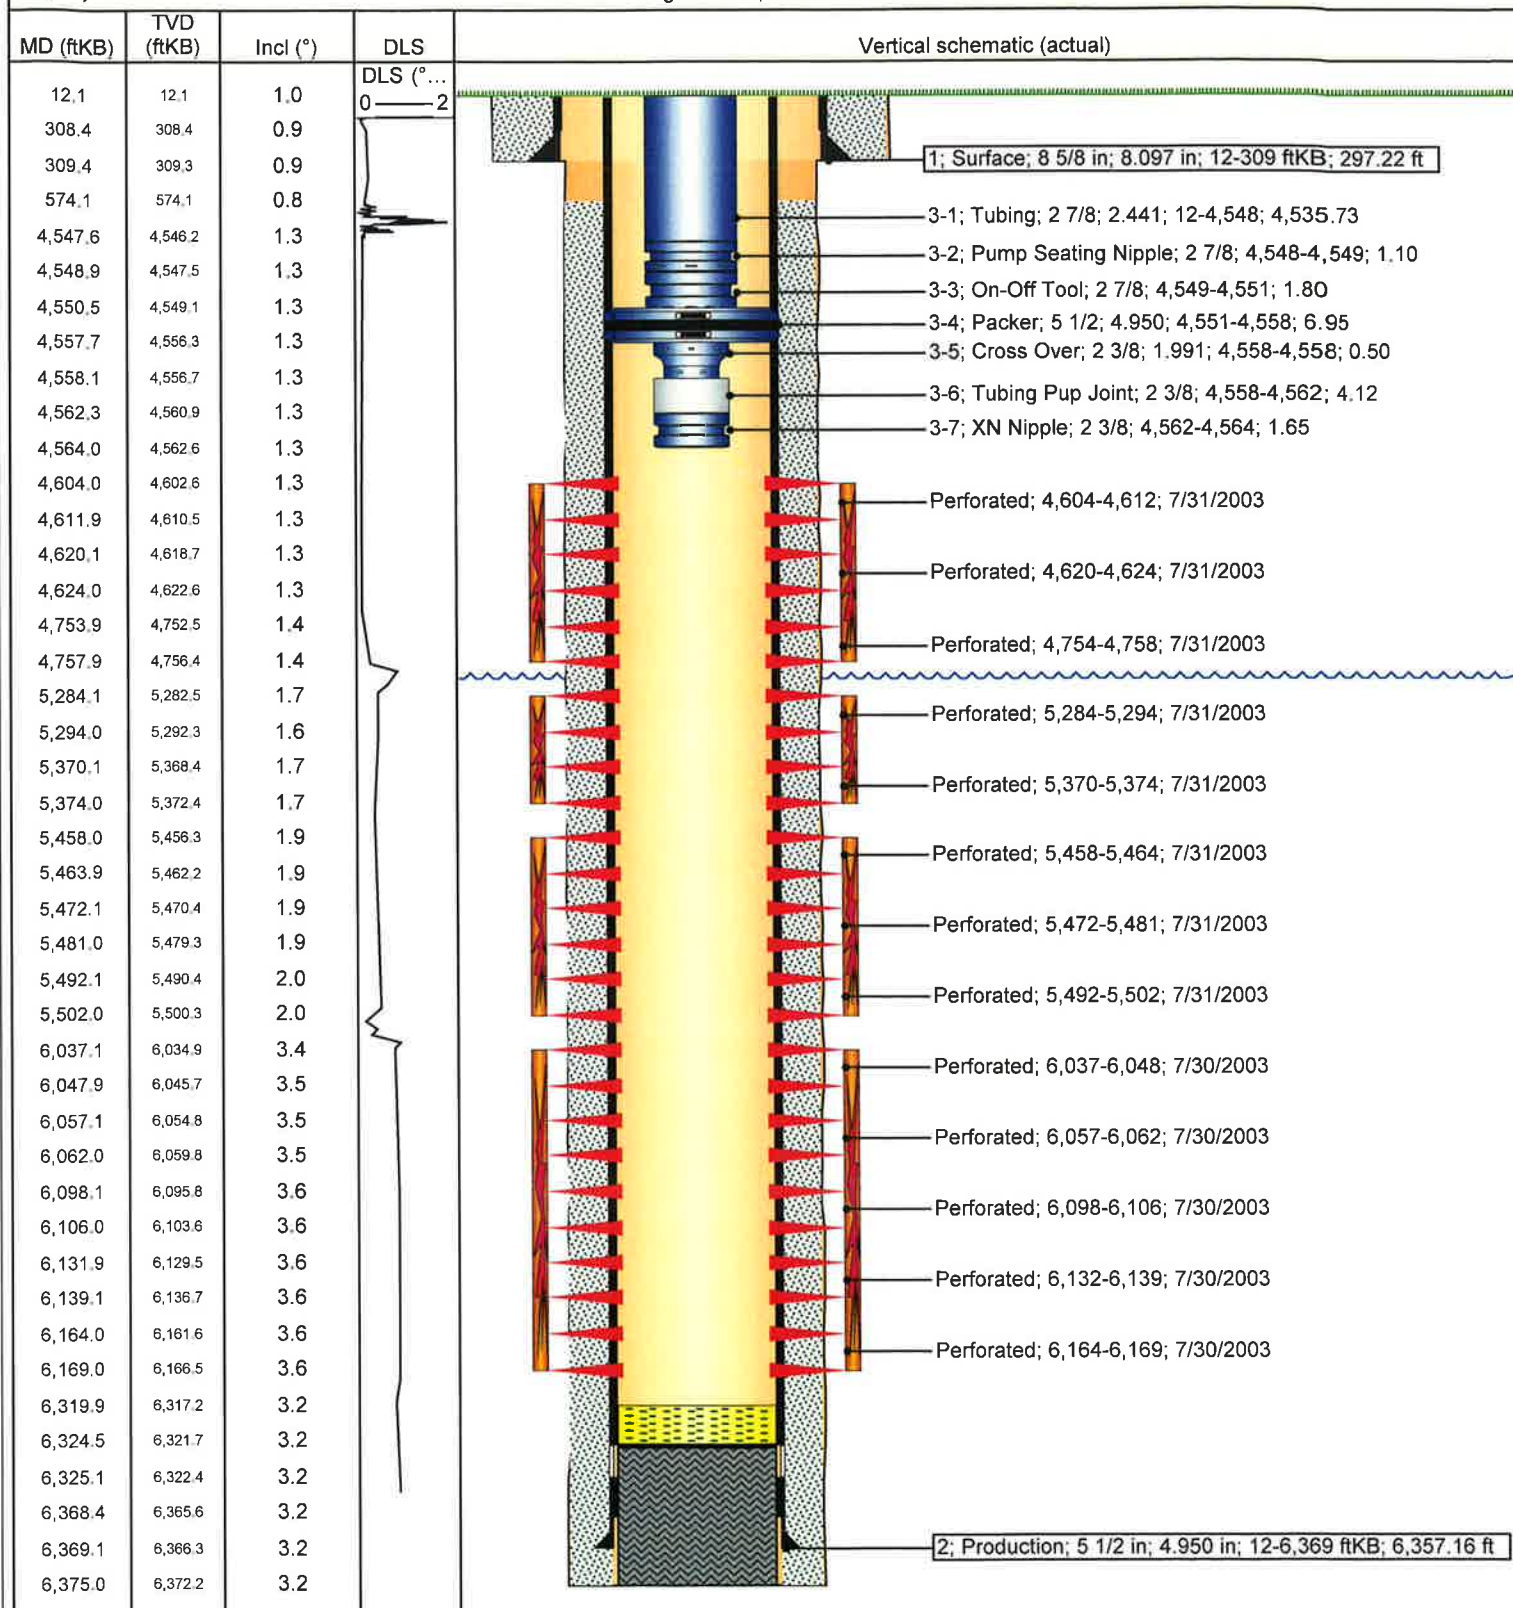 MD (ftKB) TVD (ftKB) Incl (°) DLS Vertical schematic (actual)
DLS (°...
0 2
12.1 12.1 1.0
308.4 308.4 0.9
309.4 309.3 0.9
574.1 574.1 0.8
4,547.6 4,546.2 1.3
4,548.9 4,547.5 1.3
4,550.5 4,549.1 1.3
4,557.7 4,556.3 1.3
4,558.1 4,556.7 1.3
4,562.3 4,560.9 1.3
4,564.0 4,562.6 1.3
4,604.0 4,602.6 1.3
4,611.9 4,610.5 1.3
4,620.1 4,618.7 1.3
4,624.0 4,622.6 1.3
4,753.9 4,752.5 1.4
4,757.9 4,756.4 1.4
5,284.1 5,282.5 1.7
5,294.0 5,292.3 1.6
5,370.1 5,368.4 1.7
5,374.0 5,372.4 1.7
5,458.0 5,456.3 1.9
5,463.9 5,462.2 1.9
5,472.1 5,470.4 1.9
5,481.0 5,479.3 1.9
5,492.1 5,490.4 2.0
5,502.0 5,500.3 2.0
6,037.1 6,034.9 3.4
6,047.9 6,045.7 3.5
6,057.1 6,054.8 3.5
6,062.0 6,059.8 3.5
6,098.1 6,095.8 3.6
6,106.0 6,103.6 3.6
6,131.9 6,129.5 3.6
6,139.1 6,136.7 3.6
6,164.0 6,161.6 3.6
6,169.0 6,166.5 3.6
6,319.9 6,317.2 3.2
6,324.5 6,321.7 3.2
6,325.1 6,322.4 3.2
6,368.4 6,365.6 3.2
6,369.1 6,366.3 3.2
6,375.0 6,372.2 3.2
1; Surface; 8 5/8 in; 8.097 in; 12-309 ftKB; 297.22 ft
3-1; Tubing; 2 7/8; 2.441; 12-4,548; 4,535.73
3-2; Pump Seating Nipple; 2 7/8; 4,548-4,549; 1.10
3-3; On-Off Tool; 2 7/8; 4,549-4,551; 1.80
3-4; Packer; 5 1/2; 4.950; 4,551-4,558; 6.95
3-5; Cross Over; 2 3/8; 1.991; 4,558-4,558; 0.50
3-6; Tubing Pup Joint; 2 3/8; 4,558-4,562; 4.12
3-7; XN Nipple; 2 3/8; 4,562-4,564; 1.65
Perforated; 4,604-4,612; 7/31/2003
Perforated; 4,620-4,624; 7/31/2003
Perforated; 4,754-4,758; 7/31/2003
Perforated; 5,284-5,294; 7/31/2003
Perforated; 5,370-5,374; 7/31/2003
Perforated; 5,458-5,464; 7/31/2003
Perforated; 5,472-5,481; 7/31/2003
Perforated; 5,492-5,502; 7/31/2003
Perforated; 6,037-6,048; 7/30/2003
Perforated; 6,057-6,062; 7/30/2003
Perforated; 6,098-6,106; 7/30/2003
Perforated; 6,132-6,139; 7/30/2003
Perforated; 6,164-6,169; 7/30/2003
2; Production; 5 1/2 in; 4.950 in; 12-6,369 ftKB; 6,357.16 ft